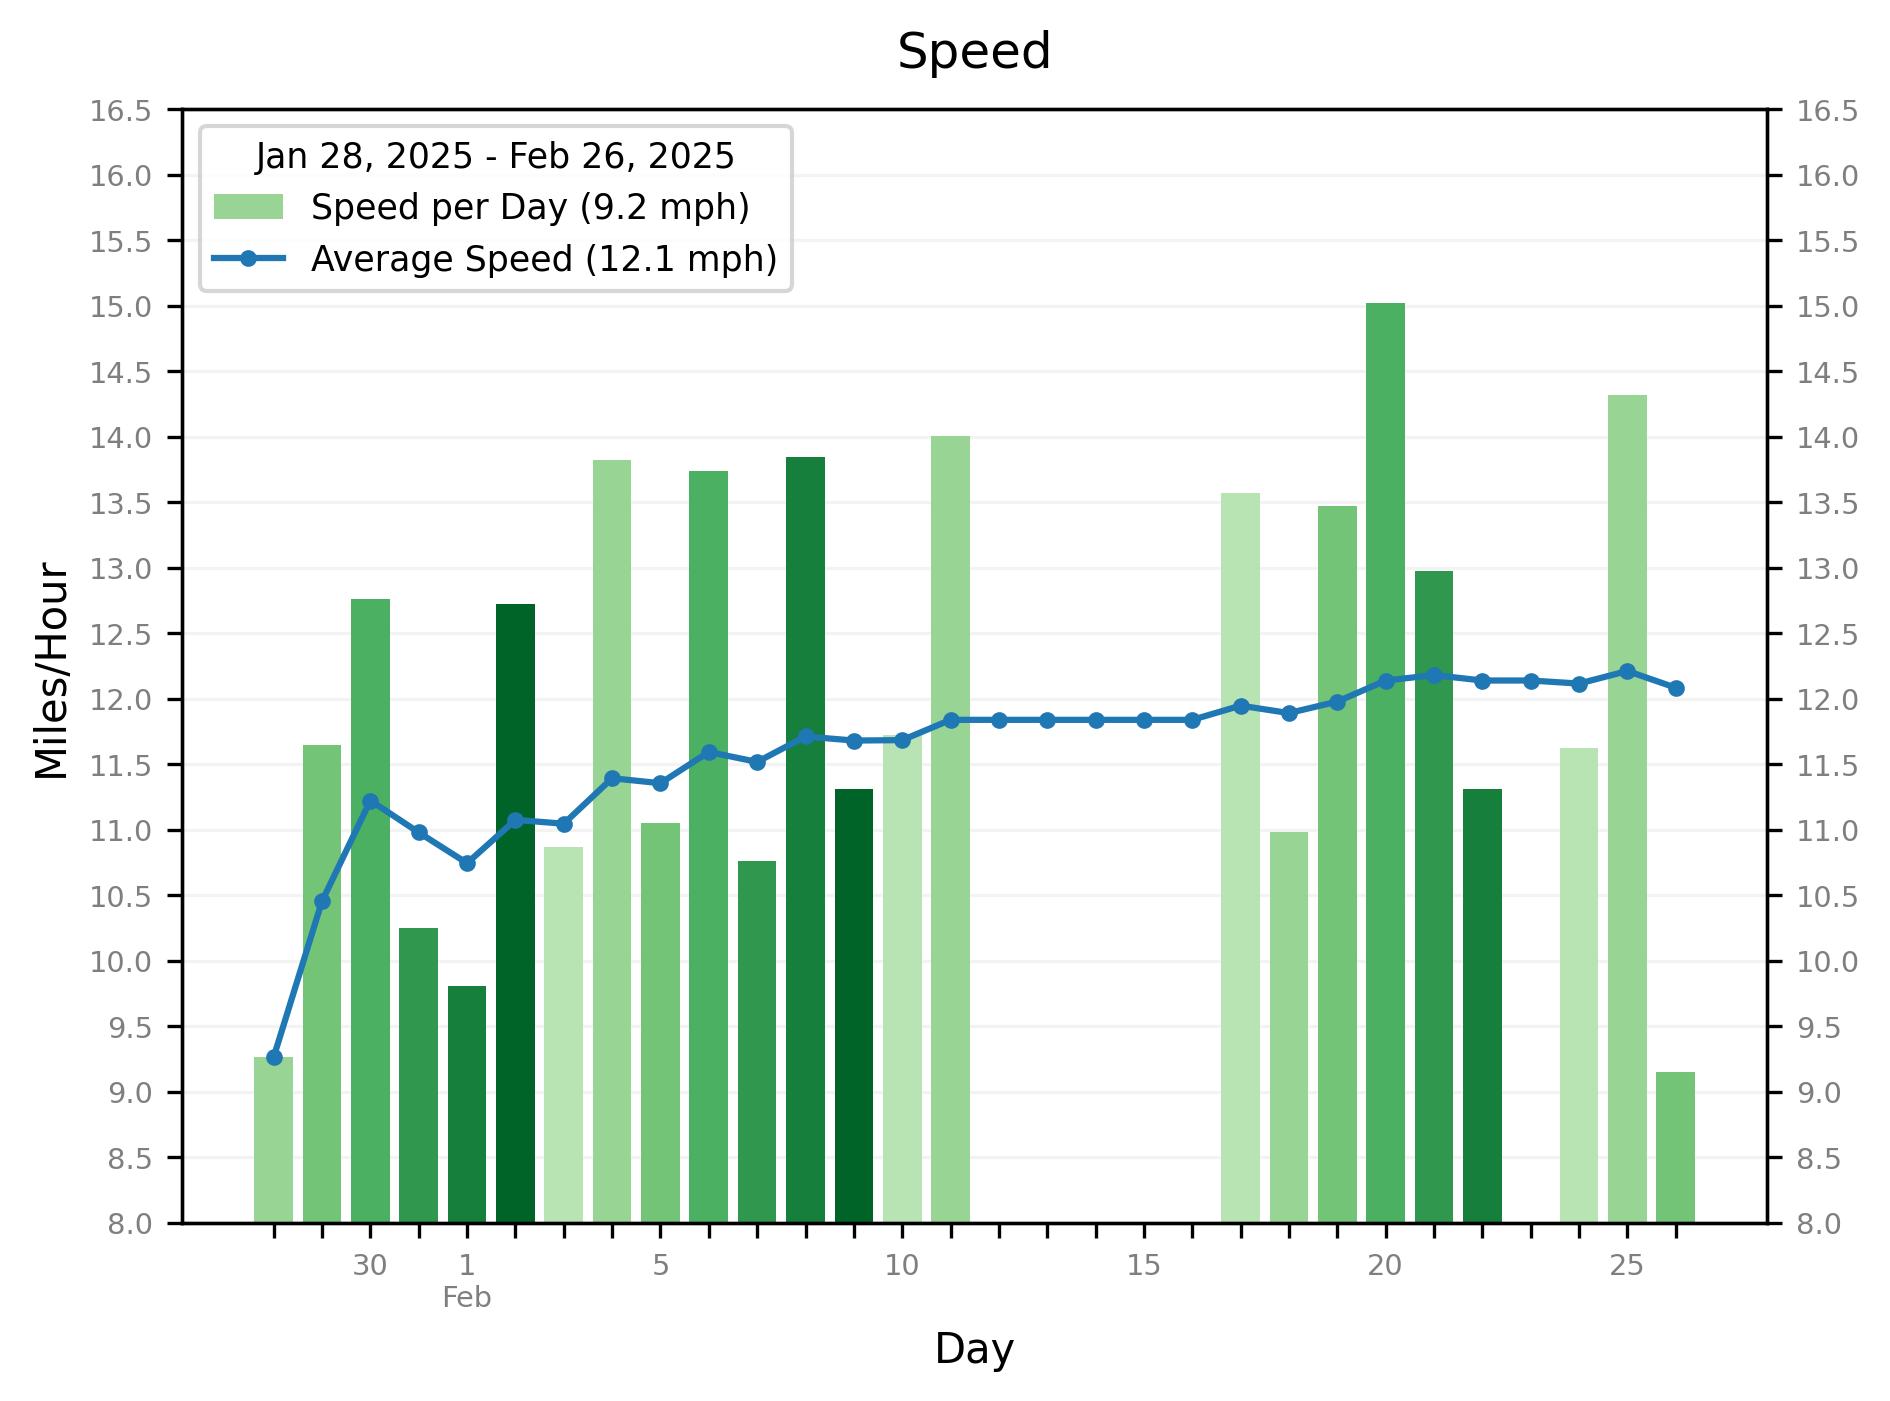 Speed
16.5 16.5
Jan 28, 2025 - Feb 26, 2025
16.0 16.0
Speed per Day (9.2 mph)
15.5 15.5
Average Speed (12.1 mph)
15.0 15.0
14.5 14.5
14.0 14.0
13.5 13.5
13.0 13.0
12.5 12.5
Miles/Hour
12.0 12.0
11.5 11.5
11.0 11.0
10.5 10.5
10.0 10.0
9.5 9.5
9.0 9.0
8.5 8.5
8.0 8.0
30 1 5 10 15 20 25
Feb
Day